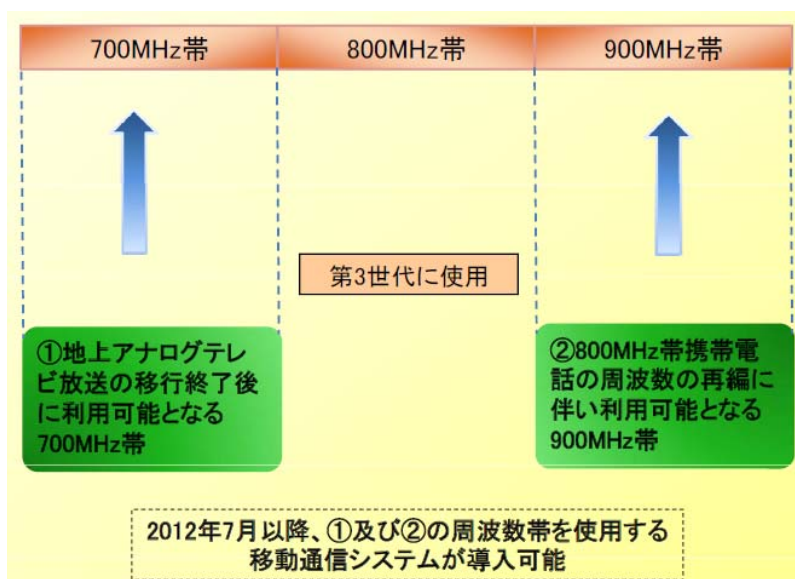 700MHz帯 800MHz帯 900MHz帯
第3世代に使用
①地上アナログテレ
ビ放送の移行終了後
に利用可能となる
700MHz帯
②800MHz帯携帯電
話の周波数の再編に
伴い利用可能となる
900MHz帯
2012年7月以降、①及び②の周波数帯を使用する
移動通信システムが導入可能